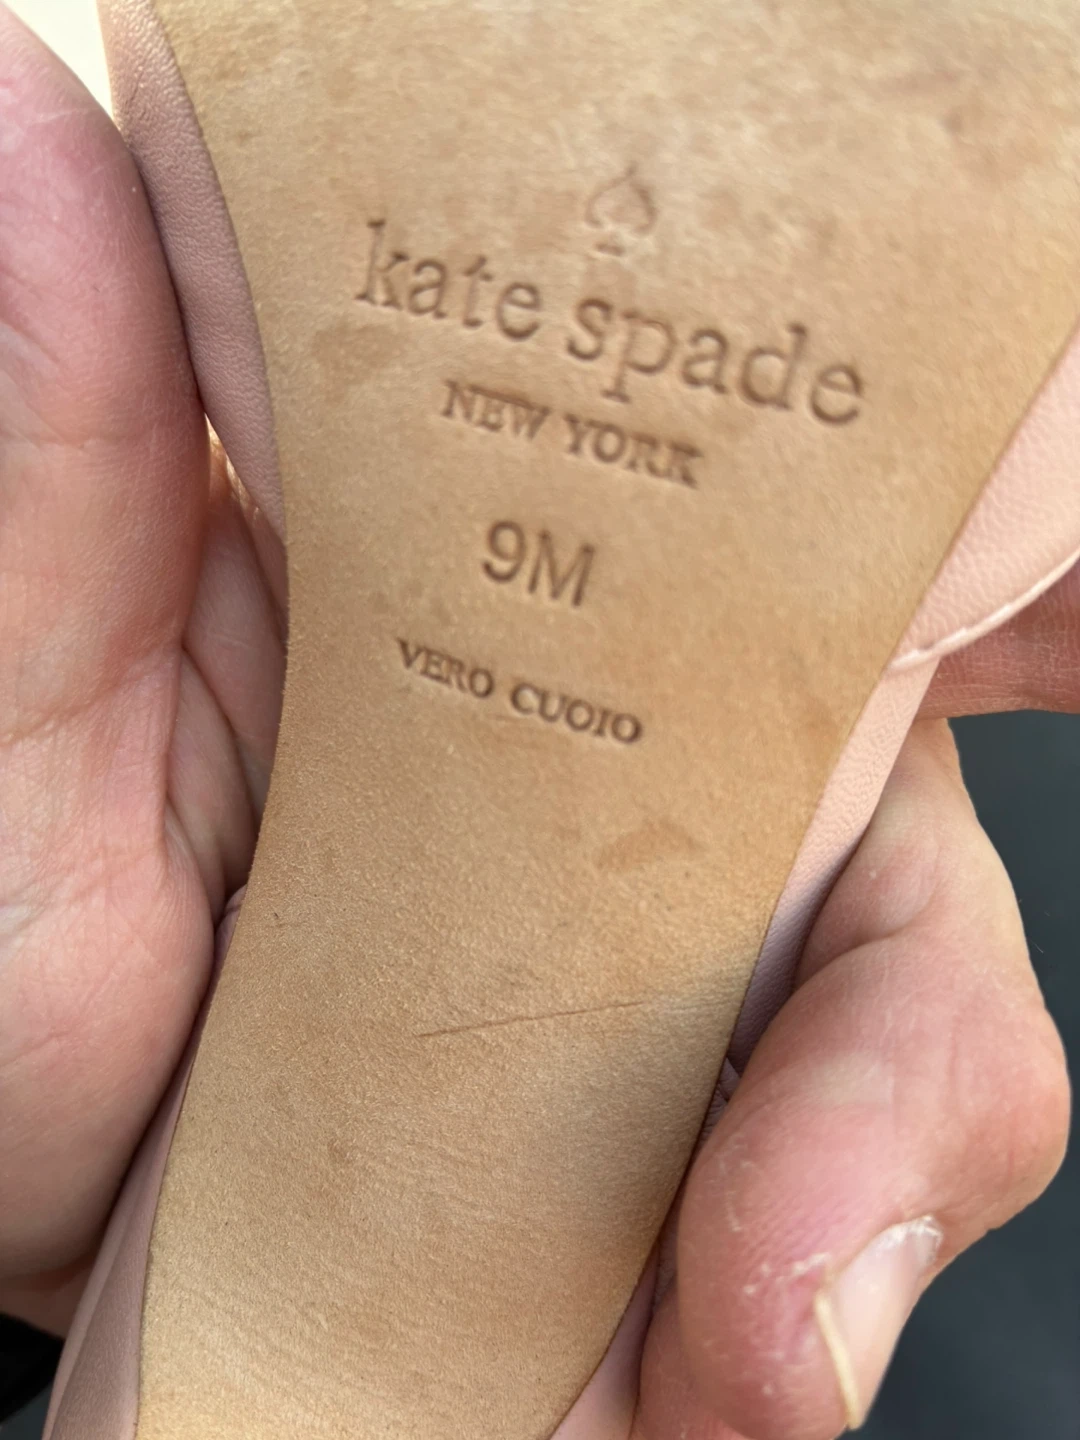 kate spade
NEW YORK
9M
VERO CUOIO